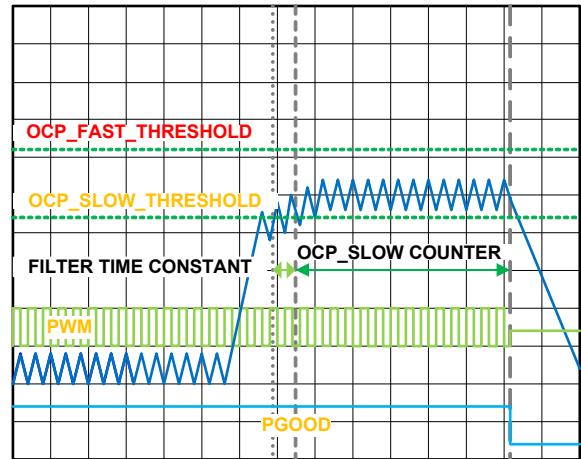 OCP_FAST_THRESHOLD
OCP_SLOW_THRESHOLD
FILTER TIME CONSTANT
OCP_SLOW COUNTER
PWM
PGOOD